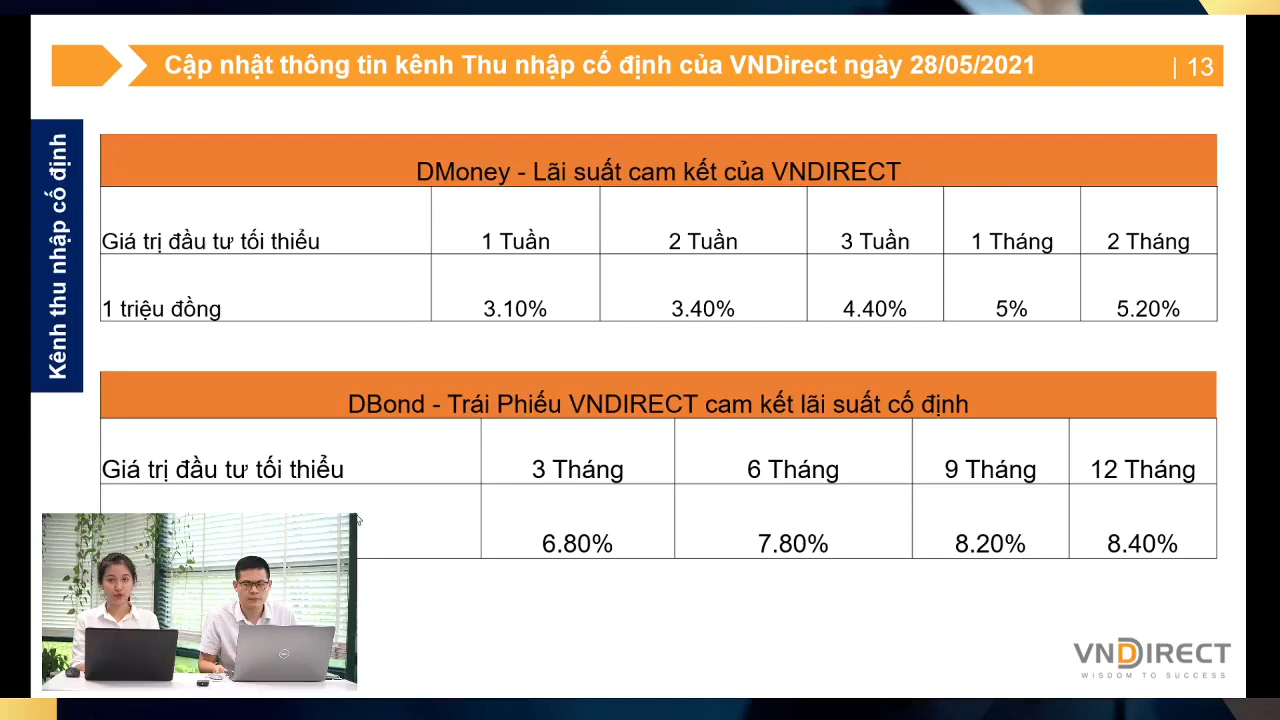 Cập nhật thông tin kênh Thu nhập cố định của VNDirect ngày 28/05/2021
| 13
Kênh thu nhập cố định
DMoney - Lãi suất cam kết của VNDIRECT
Giá trị đầu tư tối thiểu 1 Tuần 2 Tuần 3 Tuần 1 Tháng 2 Tháng
1 triệu đồng 3.10% 3.40% 4.40% 5% 5.20%
DBond - Trái Phiếu VNDIRECT cam kết lãi suất cố định
Giá trị đầu tư tối thiểu 3 Tháng 6 Tháng 9 Tháng 12 Tháng
6.80% 7.80% 8.20% 8.40%
VNDIRECT
WISDOM TO SUCCESS